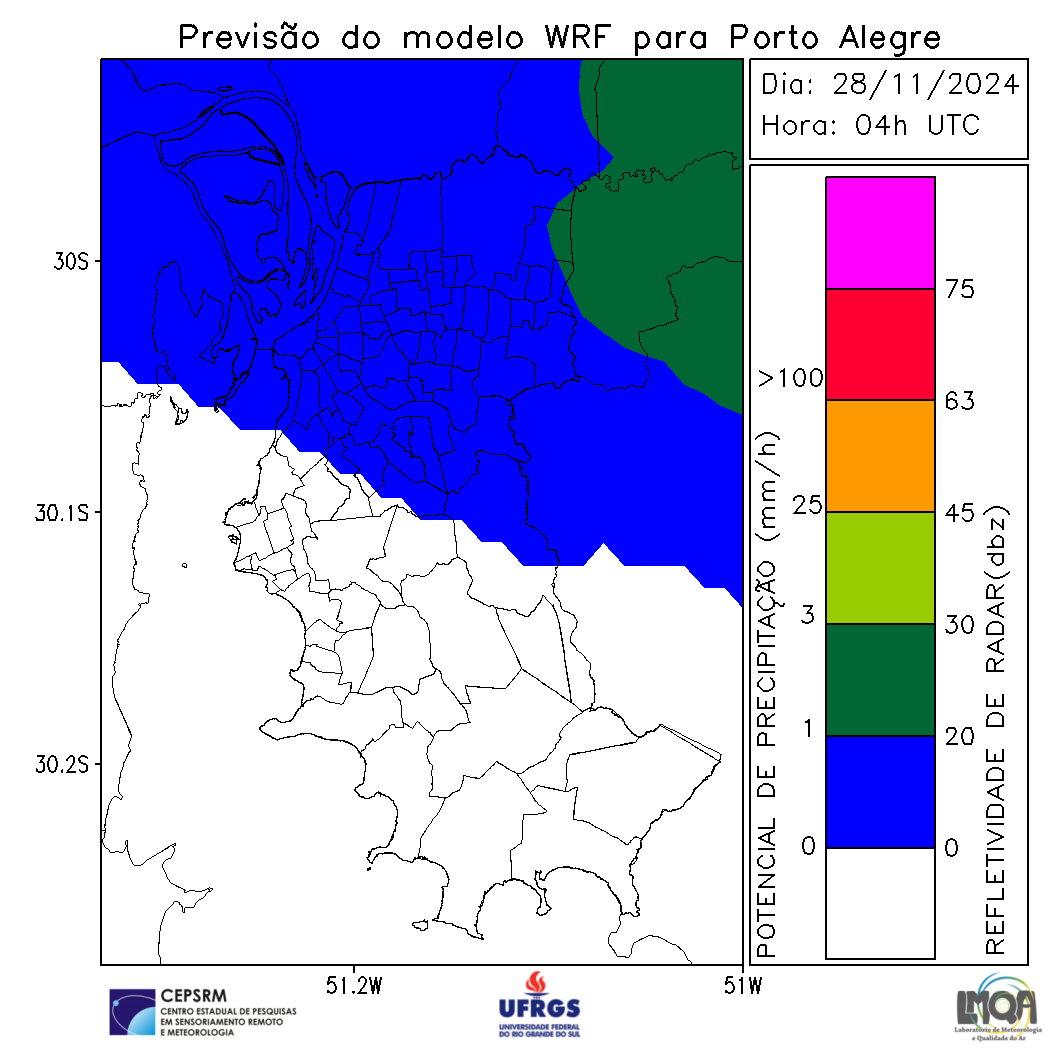 Previsão do modelo WRF para Porto Alegre
Dia: 28/11/2024
Hora: 04h UTC
30S
30.1S
30.2S
51.2W
51W
POTENCIAL DE PRECIPITAÇÃO (mm/h)
>100
25
3
1
0
75
63
45
30
20
0
REFLETIVIDADE DE RADAR(dbz)
CEPSRM
CENTRO ESTADUAL DE PESQUISAS
EM SENSORIAMENTO REMOTO
E METEOROLOGIA
UFRGS
UNIVERSIDADE FEDERAL
DO RIO GRANDE DO SUL
LMQA
Laboratório de Meteorologia
e Qualidade do Ar